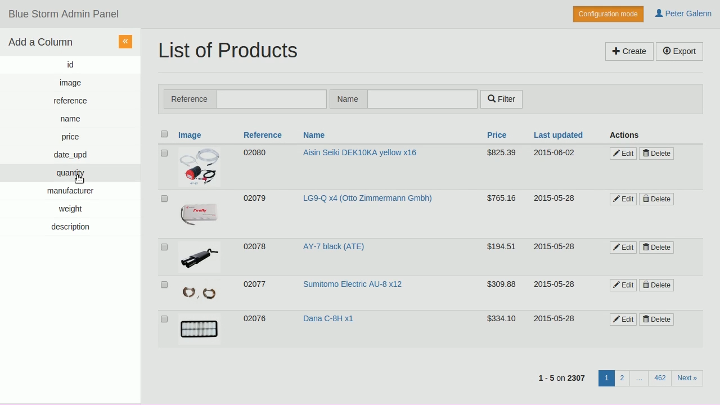 Blue Storm Admin Panel
Configuration mode
Peter Galenn
Add a Column
«
id
image
reference
name
price
date_upd
quantity
manufacturer
weight
description
List of Products
Create
Export
Reference
Name
Filter
Image Reference Name Price Last updated Actions
02080 Aisin Seiki DEK10KA yellow x16 $825.39 2015-06-02 Edit Delete
02079 LG9-Q x4 (Otto Zimmermann Gmbh) $765.16 2015-05-28 Edit Delete
02078 AY-7 black (ATE) $194.51 2015-05-28 Edit Delete
02077 Sumitomo Electric AU-8 x12 $309.88 2015-05-28 Edit Delete
02076 Dana C-8H x1 $334.10 2015-05-28 Edit Delete
1 - 5 on 2307
1 2 ... 462 Next »